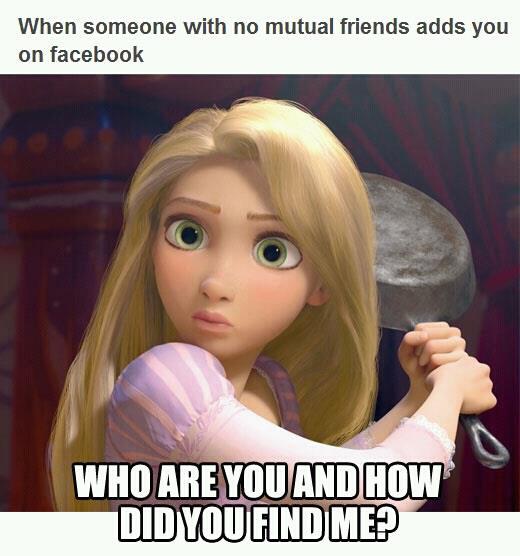 When someone with no mutual friends adds you
on facebook
WHO ARE YOU AND HOW
DID YOU FIND ME?